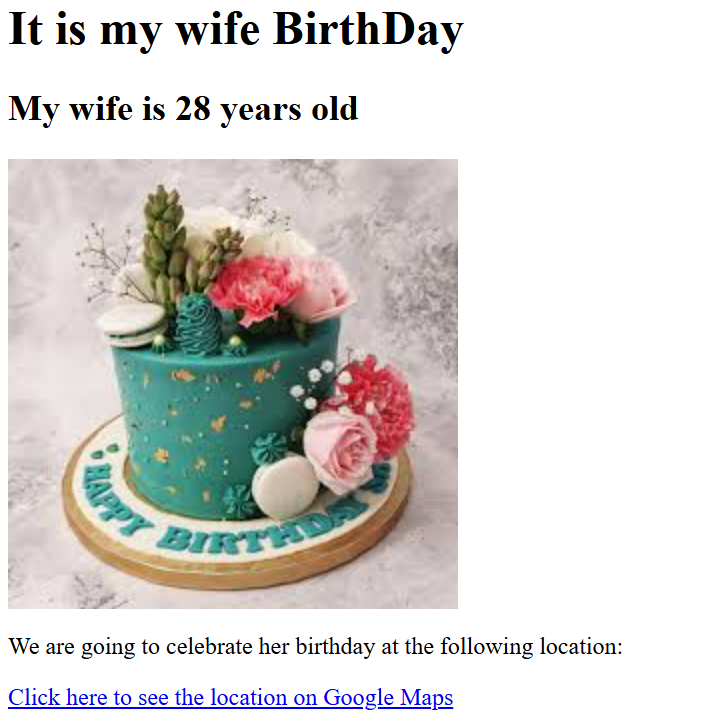 It is my wife BirthDay
My wife is 28 years old
HAPPY BIRTHDAY
We are going to celebrate her birthday at the following location:
Click here to see the location on Google Maps